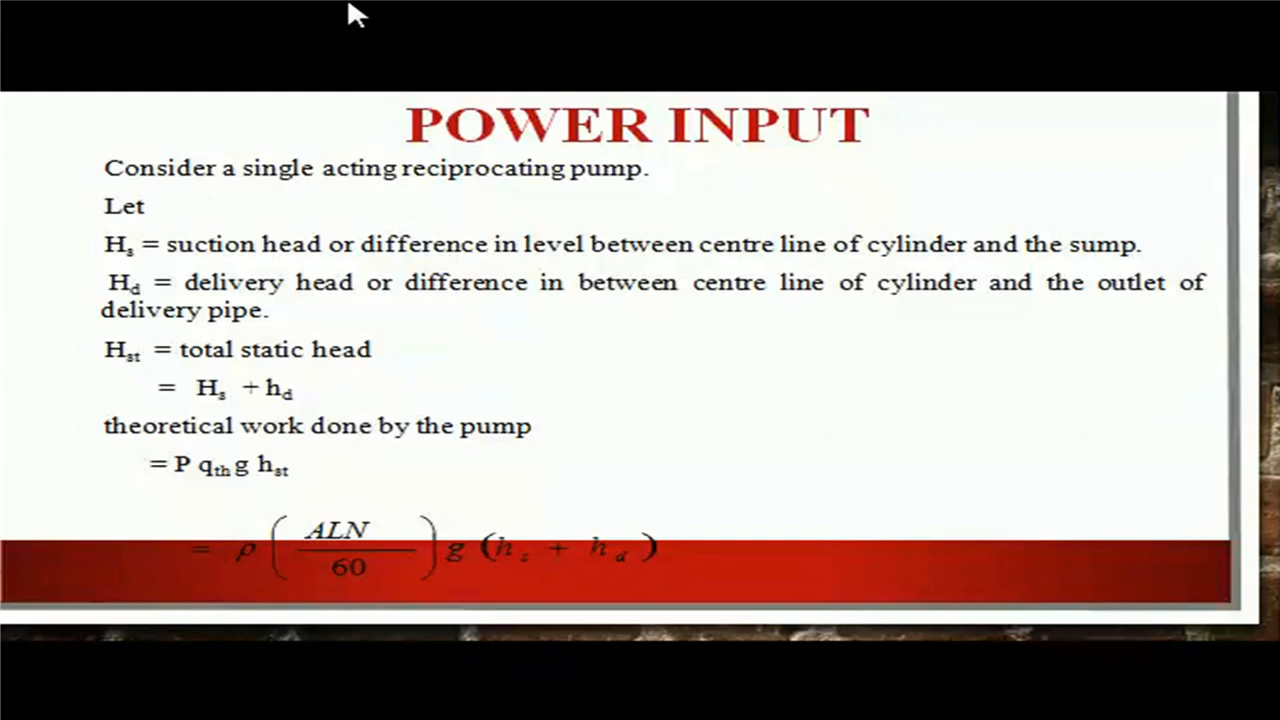 POWER INPUT
Consider a single acting reciprocating pump.
Let
Hs = suction head or difference in level between centre line of cylinder and the sump.
Hd = delivery head or difference in between centre line of cylinder and the outlet of
delivery pipe.
Hst = total static head
= Hs + hd
theoretical work done by the pump
= P qth g hst
= ρ ( ALN / 60 ) g (hs + hd)